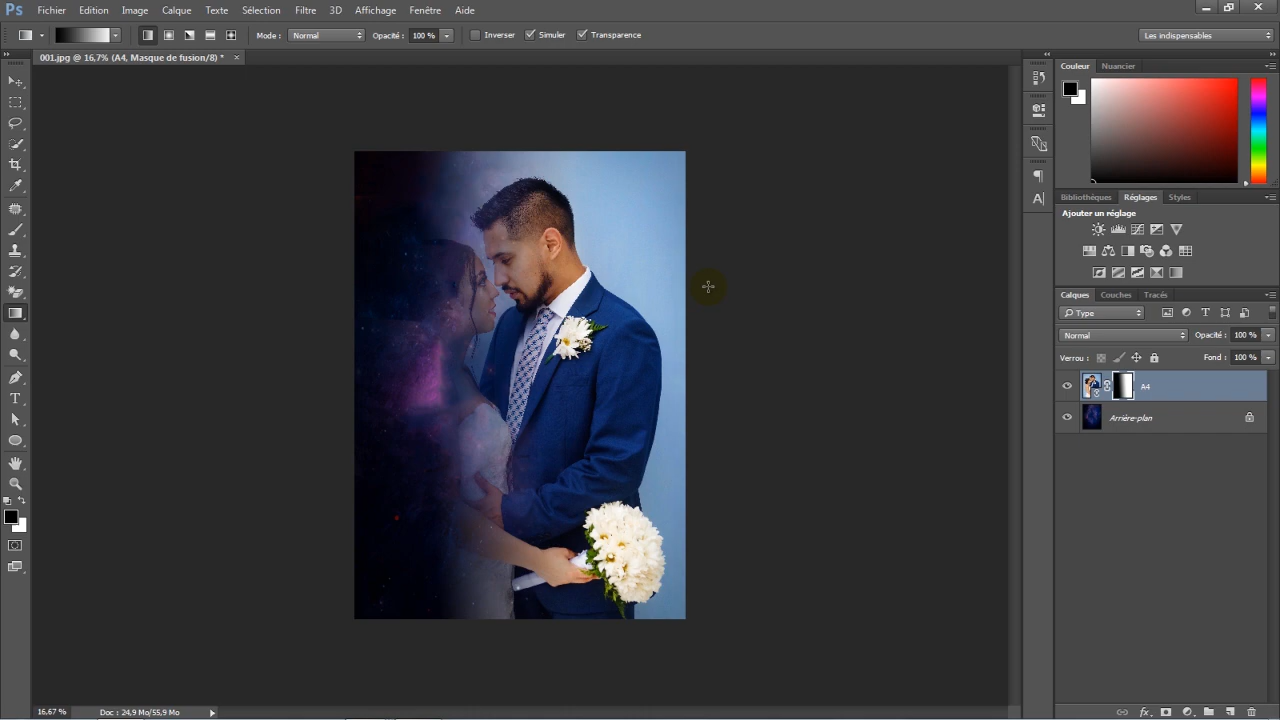 Ps Fichier Edition Image Calque Texte Sélection Filtre 3D Affichage Fenêtre Aide
Mode : Normal Opacité : 100 % Inverser Simuler Transparence Les indispensables
001.jpg @ 16,7% (A4, Masque de fusion/8) * ×
Couleur Nuancier
Bibliothèques Réglages Styles
Ajouter un réglage
Calques Couches Tracés
Type
Normal Opacité : 100 %
Verrou : Fond : 100 %
A4
Arrière-plan
16,67 % Doc : 24,9 Mo/55,9 Mo
fx